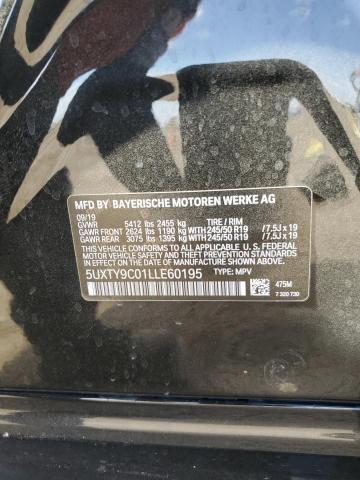 MFD BY BAYERISCHE MOTOREN WERKE AG
09/19
GVWR 5412 lbs 2455 kg TIRE / RIM
GAWR FRONT 2624 lbs 1190 kg WITH 245/50 R19 / 7.5J x 19
GAWR REAR 3075 lbs 1395 kg WITH 245/50 R19 / 7.5J x 19
THIS VEHICLE CONFORMS TO ALL APPLICABLE U.S. FEDERAL
MOTOR VEHICLE SAFETY AND THEFT PREVENTION STANDARDS
IN EFFECT ON THE DATE OF MANUFACTURE SHOWN ABOVE.
5UXTY9C01LLE60195 TYPE: MPV
475M
7 320 739